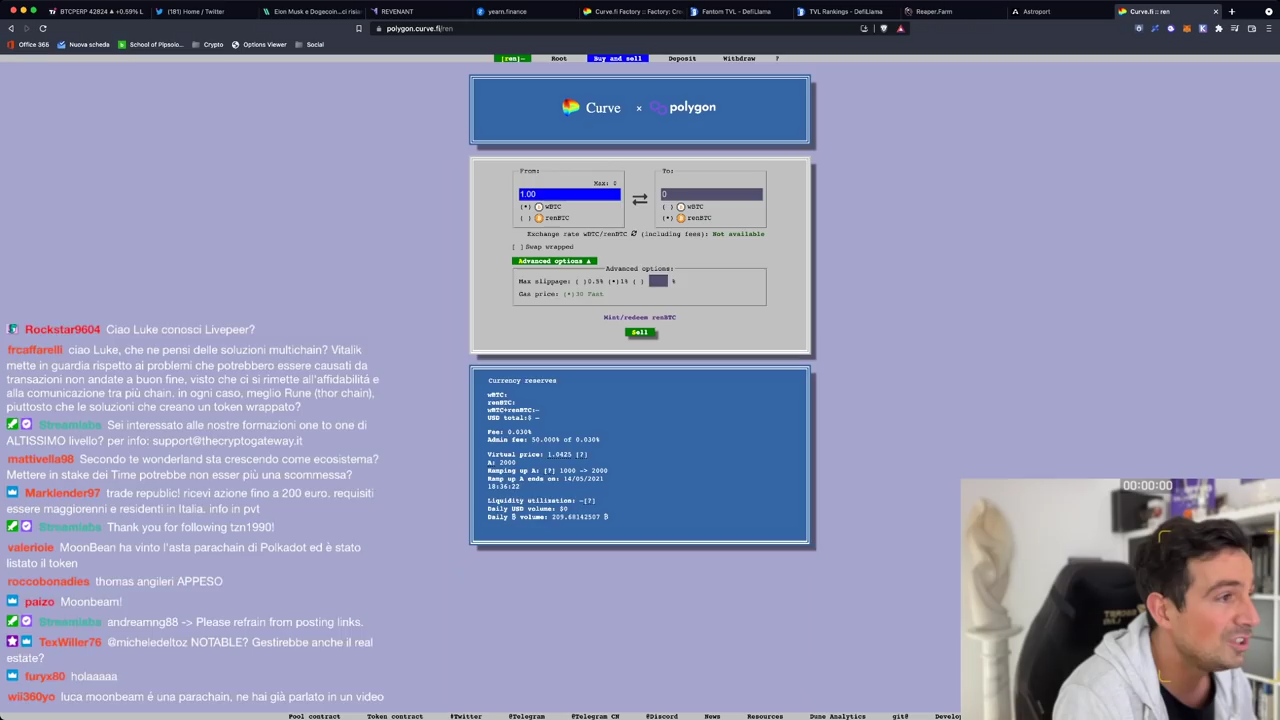 BTCPERP 42824 ▲ +0.59% L
(181) Home / Twitter
Elon Musk e Dogecoin...ci risia
REVENANT
yearn.finance
Curve.fi Factory :: Factory: Cre
Fantom TVL - DefiLlama
TVL Rankings - DefiLlama
Reaper.Farm
Astroport
Curve.fi :: ren
polygon.curve.fi/ren
Office 365
Nuova scheda
School of Pipsolo...
Crypto
Options Viewer
Social
[ren]—
Root
Buy and sell
Deposit
Withdraw
?
Curve × polygon
From:
To:
Max: 0
1.00
0
(•) wBTC
( ) wBTC
( ) renBTC
(•) renBTC
Exchange rate wBTC/renBTC (including fees): Not available
[ ] Swap wrapped
Advanced options ▲
Advanced options:
Max slippage: ( )0.5% (•)1% ( ) %
Gas price: (•)30 Fast
Mint/redeem renBTC
Sell
Currency reserves
wBTC:
renBTC:
wBTC+renBTC:—
USD total:$ —
Fee: 0.030%
Admin fee: 50.000% of 0.030%
Virtual price: 1.0425 [?]
A: 2000
Ramping up A: [?] 1000 -> 2000
Ramp up A ends on: 14/05/2021
18:36:22
Liquidity utilisation: —[?]
Daily USD volume: $0
Daily ₿ volume: 209.68142507 ₿
Rockstar9604 Ciao Luke conosci Livepeer?
frcaffarelli ciao Luke, che ne pensi delle soluzioni multichain? Vitalik
mette in guardia rispetto ai problemi che potrebbero essere causati da
transazioni non andate a buon fine, visto che ci si rimette all'affidabilitá e
alla comunicazione tra più chain. in ogni caso, meglio Rune (thor chain),
piuttosto che le soluzioni che creano un token wrappato?
Streamlabs Sei interessato alle nostre formazioni one to one di
ALTISSIMO livello? per info: support@thecryptogateway.it
mattivella98 Secondo te wonderland sta crescendo come ecosistema?
Mettere in stake dei Time potrebbe non esser più una scommessa?
Marklender97 trade republic! ricevi azione fino a 200 euro. requisiti
essere maggiorenni e residenti in Italia. info in pvt
Streamlabs Thank you for following tzn1990!
valerioie MoonBean ha vinto l'asta parachain di Polkadot ed è stato
listato il token
roccobonadies thomas angileri APPESO
paizo Moonbeam!
Streamlabs andreamng88 -> Please refrain from posting links.
TexWiller76 @micheledeltoz NOTABLE? Gestirebbe anche il real
estate?
furyx80 holaaaaa
wii360yo luca moonbeam é una parachain, ne hai già parlato in un video
00:00:00
Pool contract
Token contract
#Twitter
@Telegram
@Telegram CN
#Discord
News
Resources
Dune Analytics
git@
Develop